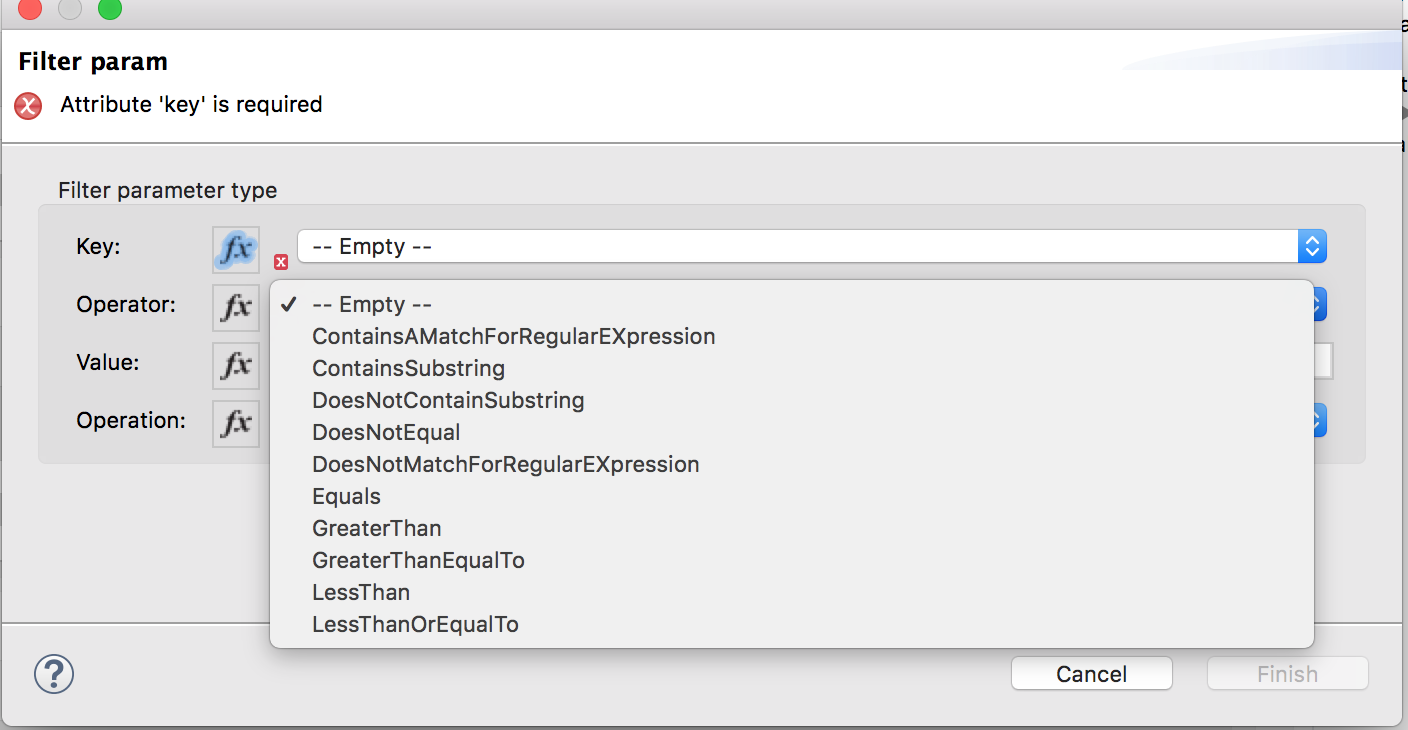 Filter param
Attribute 'key' is required
Filter parameter type
Key: fx -- Empty --
Operator: fx
Value: fx
Operation: fx
✓ -- Empty --
ContainsAMatchForRegularEXpression
ContainsSubstring
DoesNotContainSubstring
DoesNotEqual
DoesNotMatchForRegularEXpression
Equals
GreaterThan
GreaterThanEqualTo
LessThan
LessThanOrEqualTo
?
Cancel
Finish